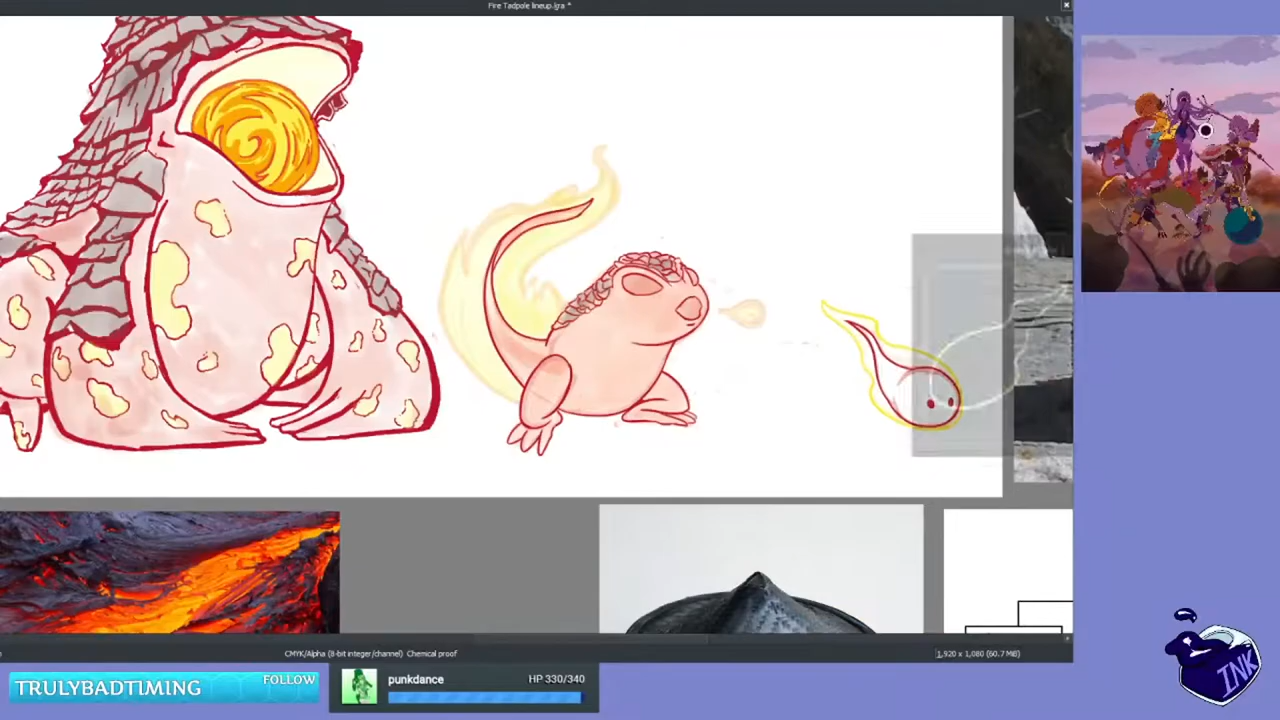 Fire Tadpole lineup.kra *
CMYK/Alpha (8-bit integer/channel) Chemical proof
1,920 x 1,080 (60.7 MiB)
TRULYBADTIMING
FOLLOW
punkdance
HP 330/340
INK